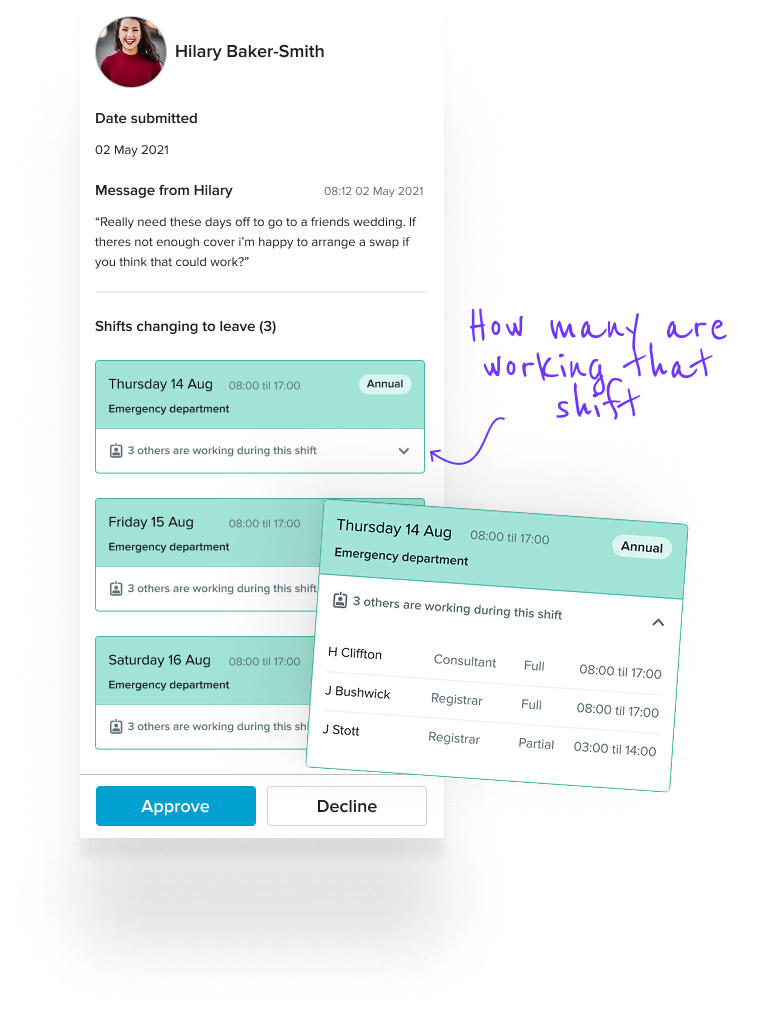 Hilary Baker-Smith
Date submitted
02 May 2021
Message from Hilary 08:12 02 May 2021
“Really need these days off to go to a friends wedding. If
theres not enough cover i’m happy to arrange a swap if
you think that could work?”
Shifts changing to leave (3)
Thursday 14 Aug 08:00 til 17:00 Annual
Emergency department
3 others are working during this shift
How many are
working that
shift
Friday 15 Aug 08:00 til 17:00
Emergency department
3 others are working during this shift
Saturday 16 Aug 08:00 til 17:00
Emergency department
3 others are working during this sh
Thursday 14 Aug 08:00 til 17:00 Annual
Emergency department
3 others are working during this shift
H Cliffton Consultant Full 08:00 til 17:00
J Bushwick Registrar Full 08:00 til 17:00
J Stott Registrar Partial 03:00 til 14:00
Approve Decline